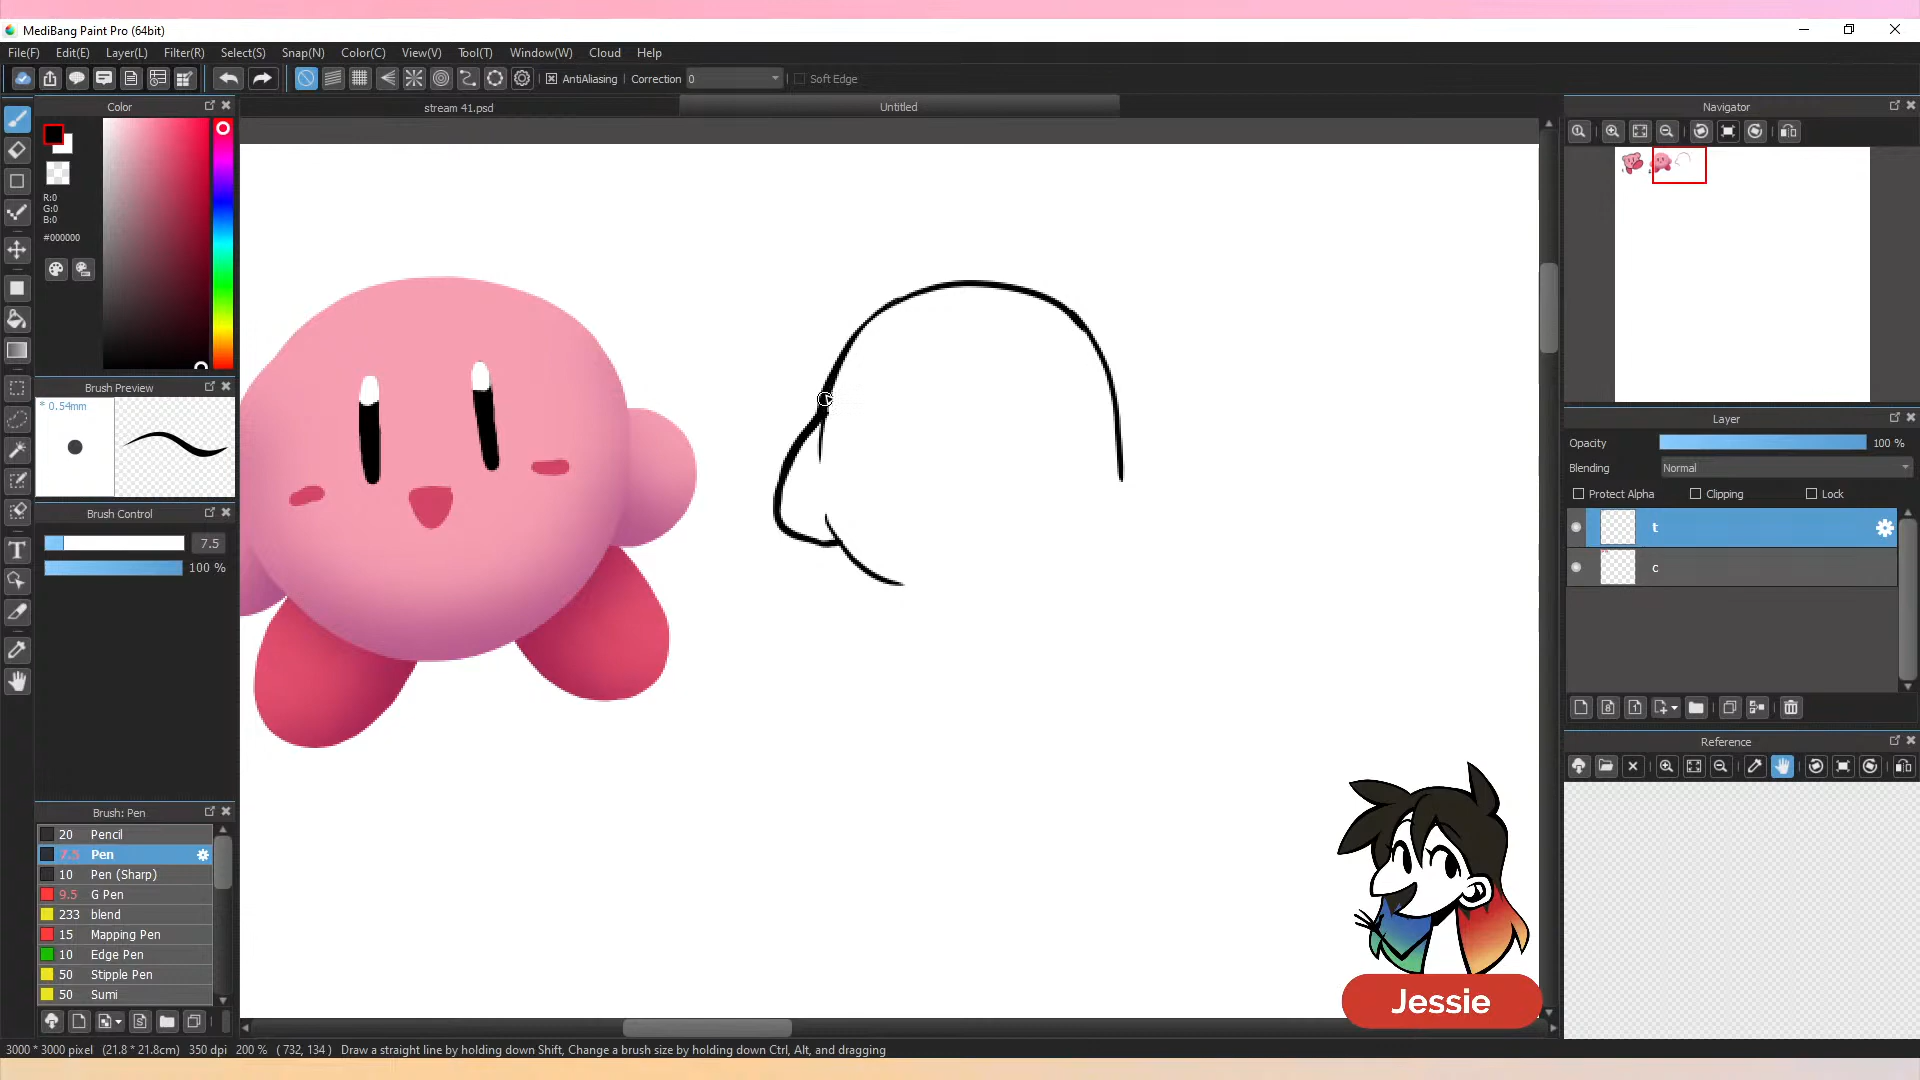 MediBang Paint Pro (64bit)
File(F) Edit(E) Layer(L) Filter(R) Select(S) Snap(N) Color(C) View(V) Tool(T) Window(W) Cloud Help
AntiAliasing Correction 0 Soft Edge
stream 41.psd Untitled
Color
R:0
G:0
B:0
#000000
Brush Preview
* 0.54mm
Brush Control
7.5
100 %
Brush: Pen
20 Pencil
7.5 Pen
10 Pen (Sharp)
9.5 G Pen
233 blend
15 Mapping Pen
10 Edge Pen
50 Stipple Pen
50 Sumi
Navigator
Layer
Opacity 100 %
Blending Normal
Protect Alpha Clipping Lock
t
c
Reference
Jessie
3000 * 3000 pixel (21.8 * 21.8cm) 350 dpi 200 % ( 732, 134 ) Draw a straight line by holding down Shift, Change a brush size by holding down Ctrl, Alt, and dragging